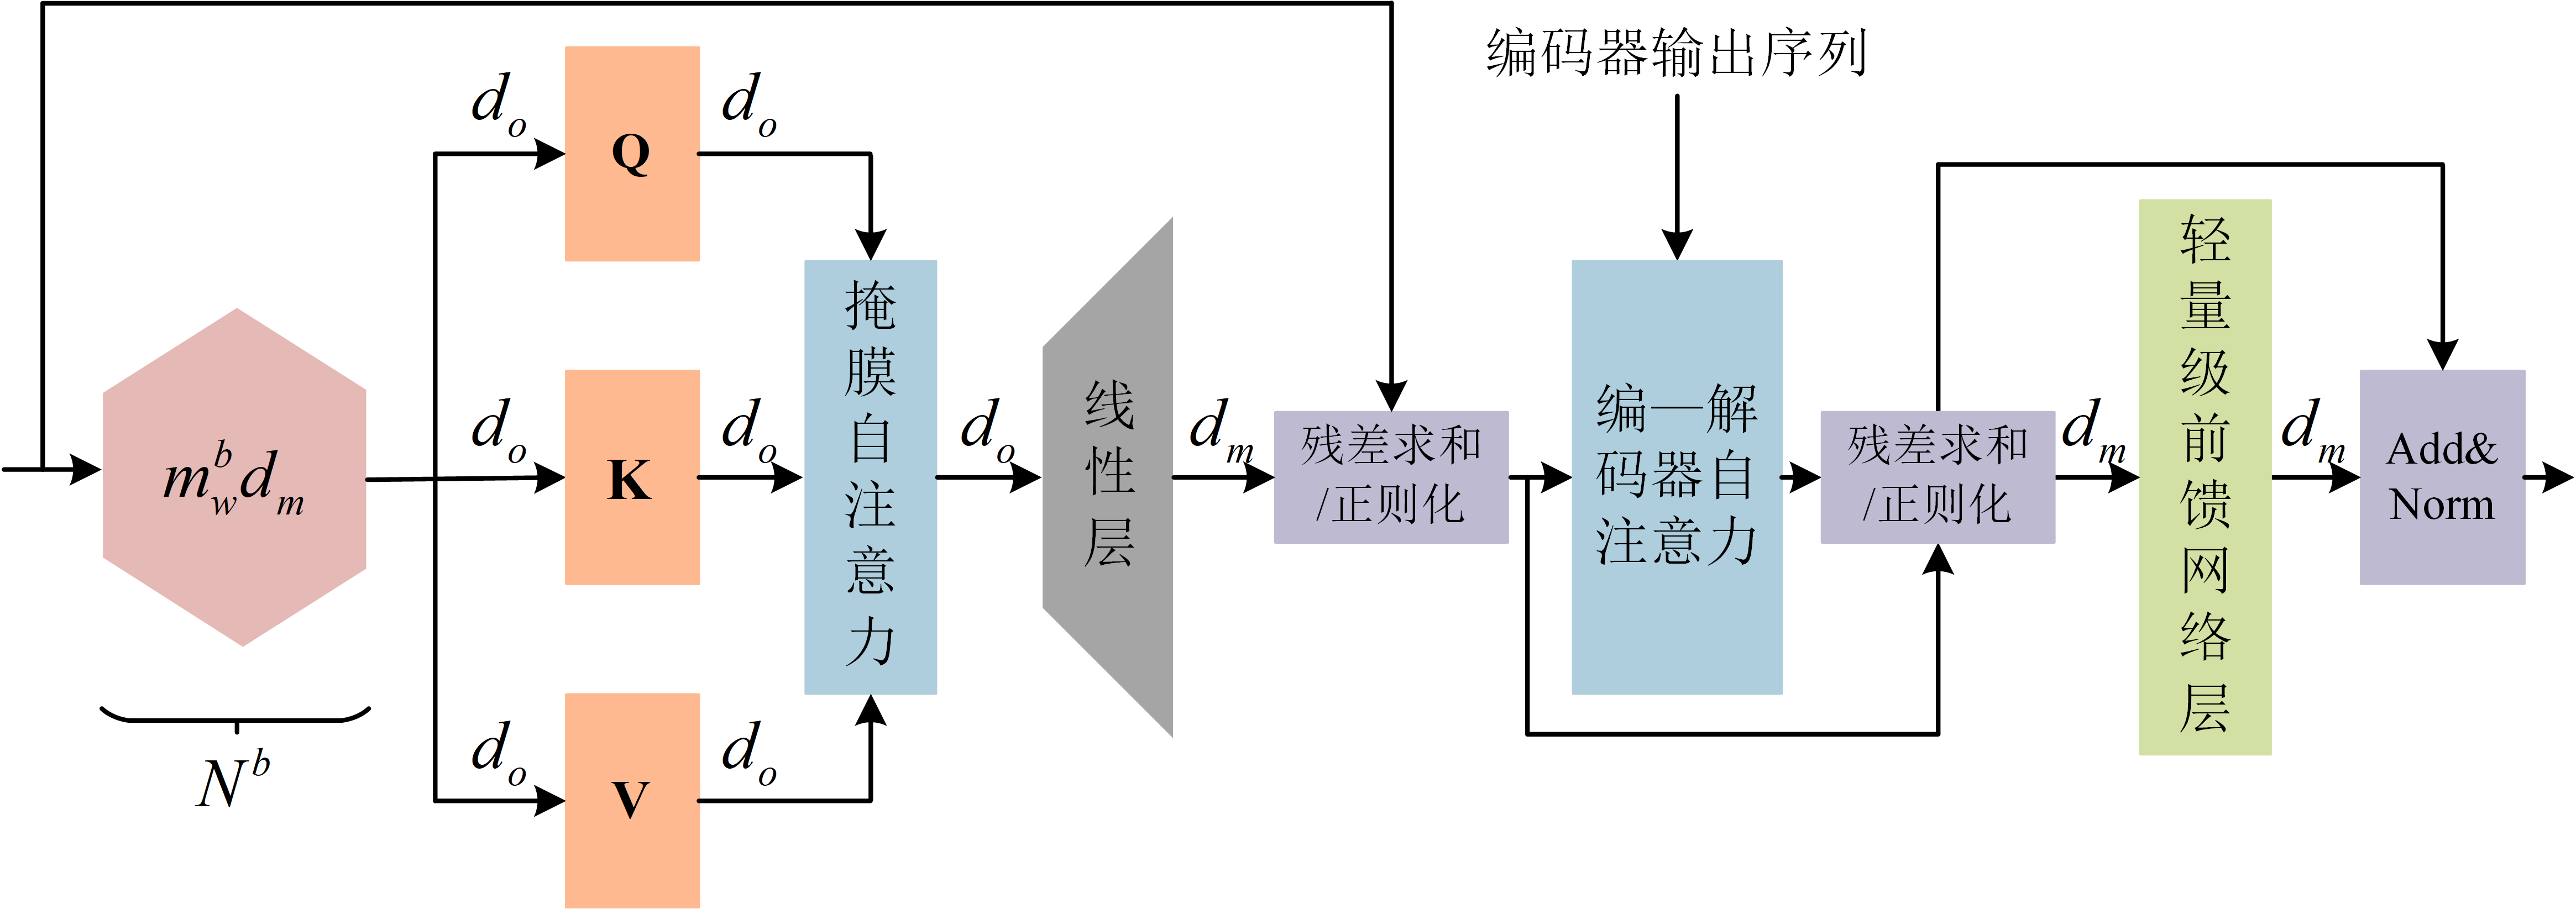 编码器输出序列
d_o
d_o
Q
m_w^b d_m
N^b
d_o
d_o
K
d_o
d_o
V
掩膜自注意力
d_o
线性层
d_m
残差求和
/正则化
编—解
码器自
注意力
残差求和
/正则化
d_m
轻量级前馈网络层
d_m
Add&
Norm